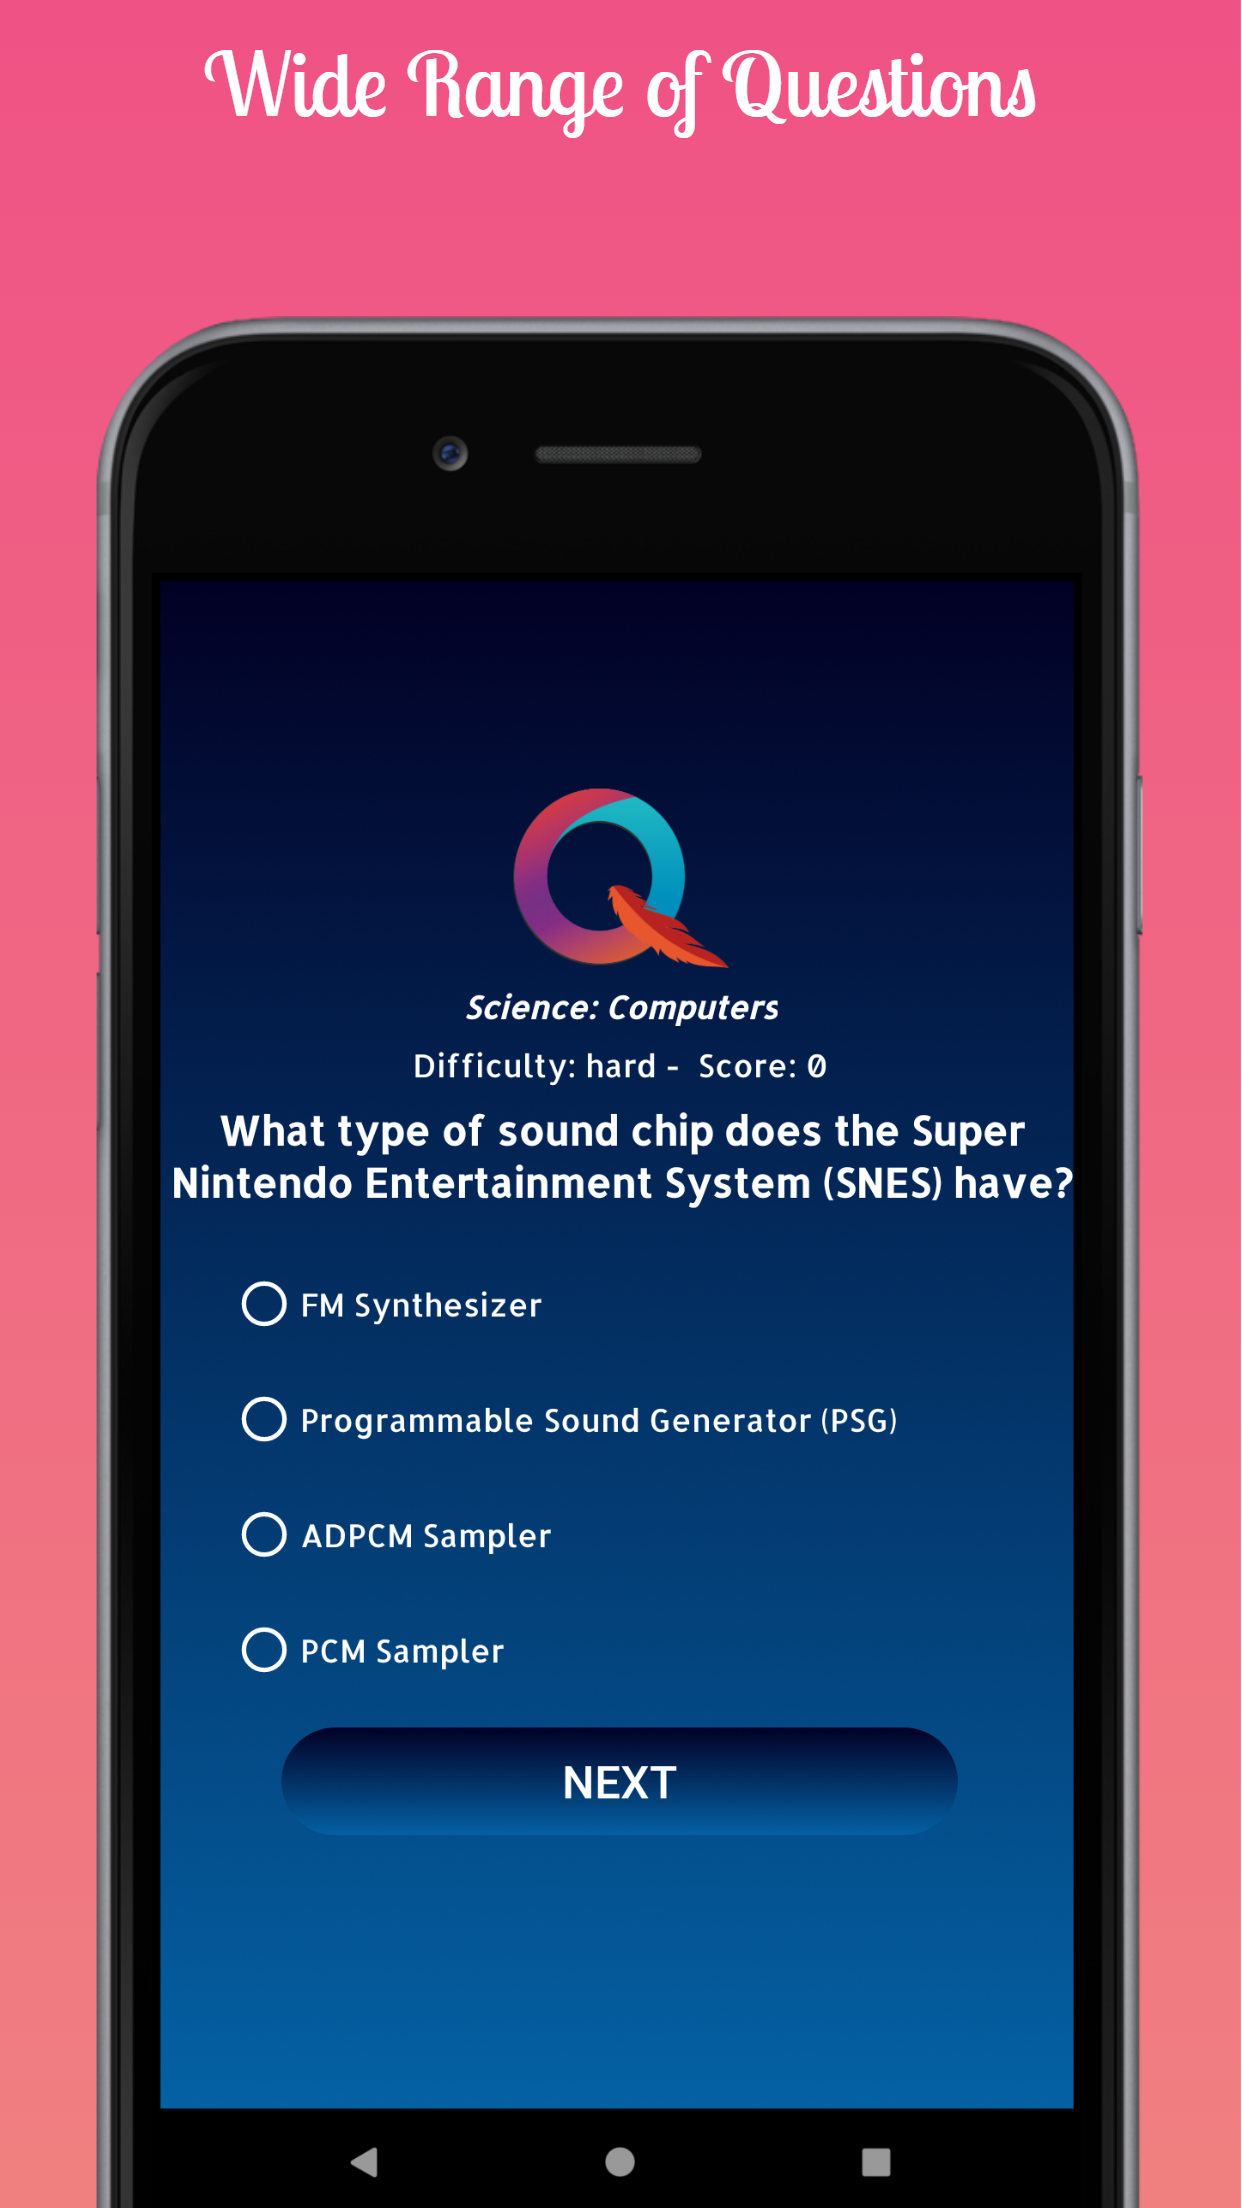 Wide Range of Questions
Science: Computers
Difficulty: hard -  Score: 0
What type of sound chip does the Super
Nintendo Entertainment System (SNES) have?
FM Synthesizer
Programmable Sound Generator (PSG)
ADPCM Sampler
PCM Sampler
NEXT